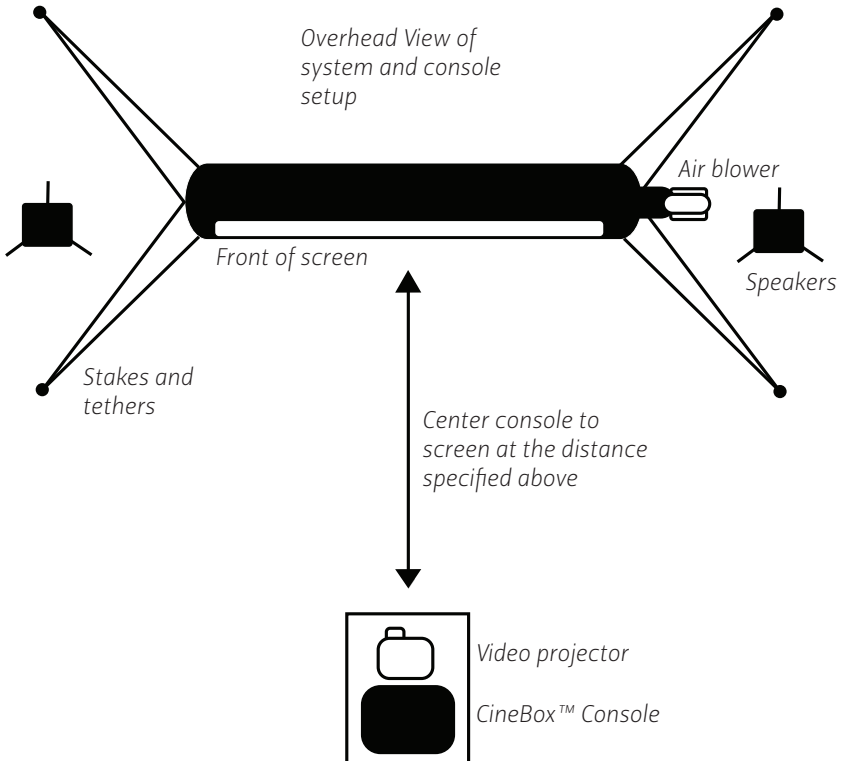 Overhead View of
system and console
setup
Air blower
Front of screen
Speakers
Stakes and
tethers
Center console to
screen at the distance
specified above
Video projector
CineBox™ Console